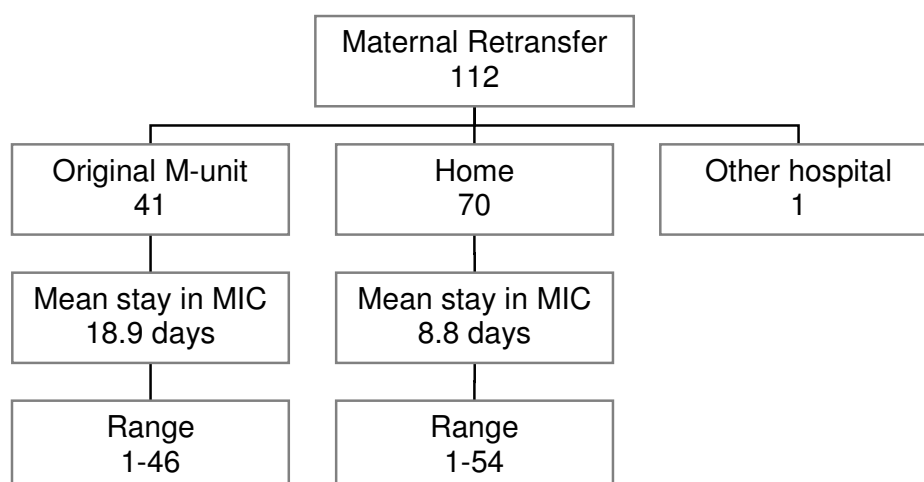 Maternal Retransfer
112
Original M-unit
41
Home
70
Other hospital
1
Mean stay in MIC
18.9 days
Mean stay in MIC
8.8 days
Range
1-46
Range
1-54